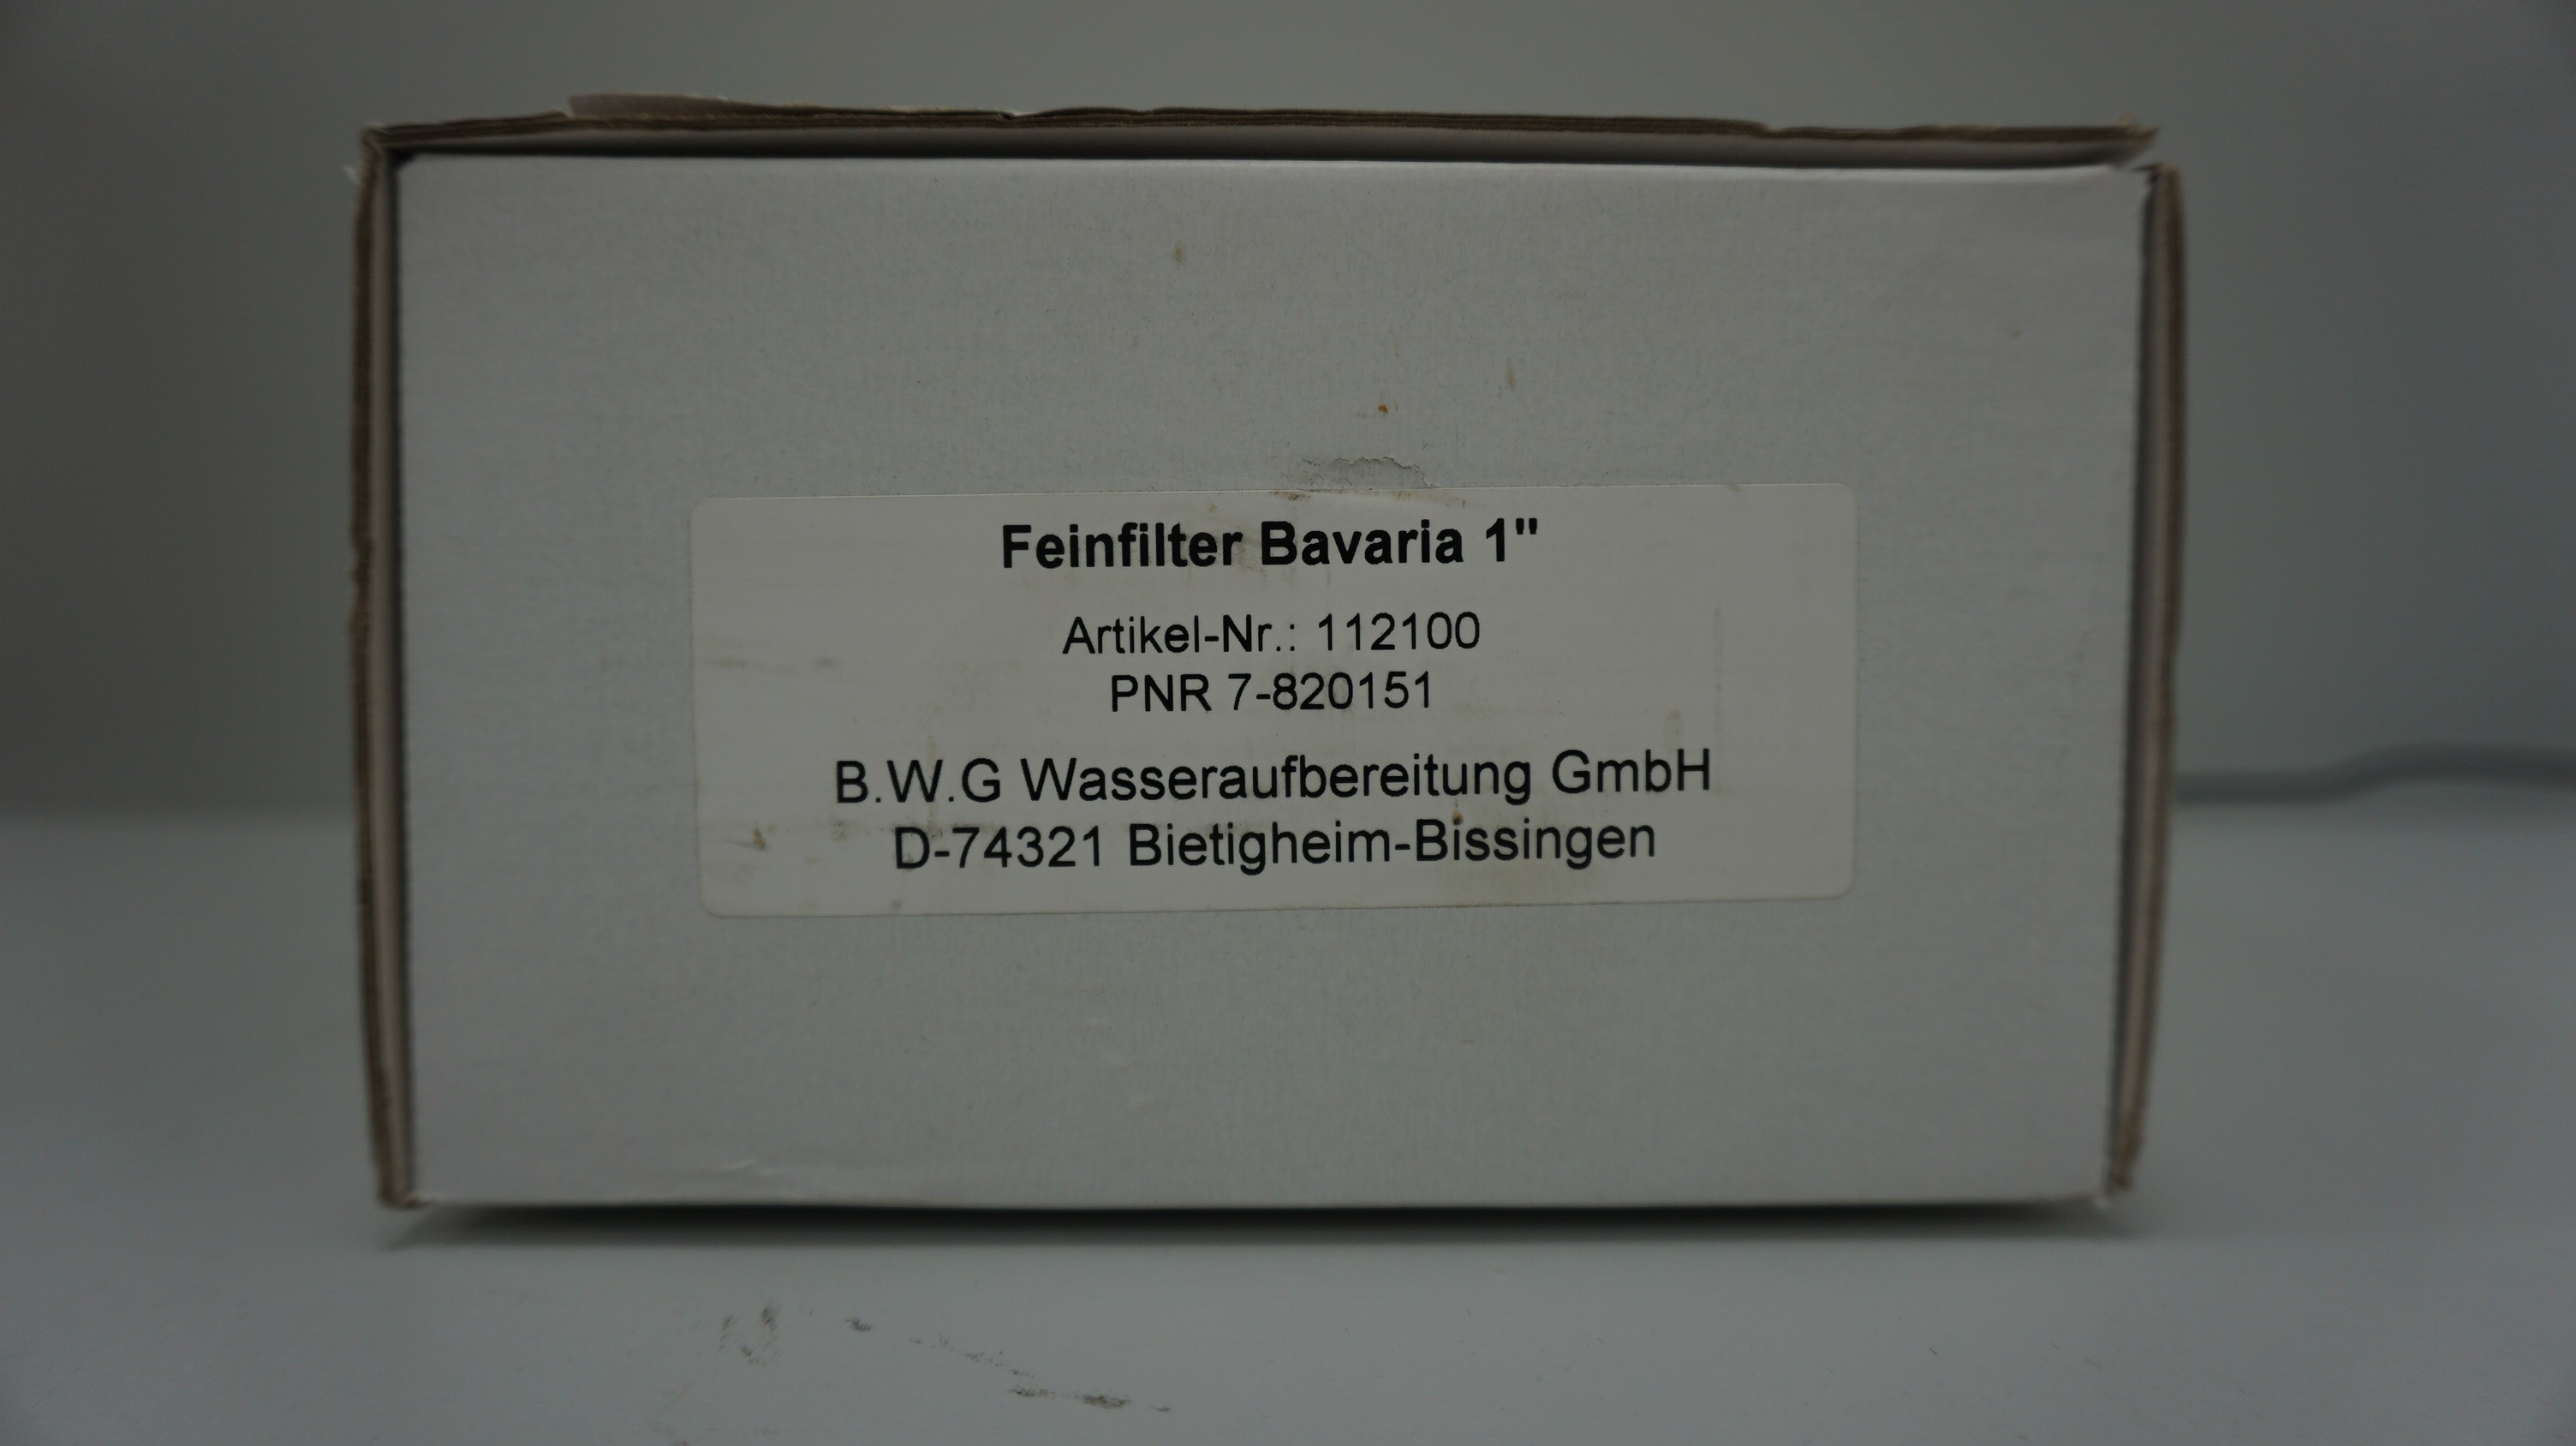 Feinfilter Bavaria 1"
Artikel-Nr.: 112100
PNR 7-820151
B.W.G Wasseraufbereitung GmbH
D-74321 Bietigheim-Bissingen